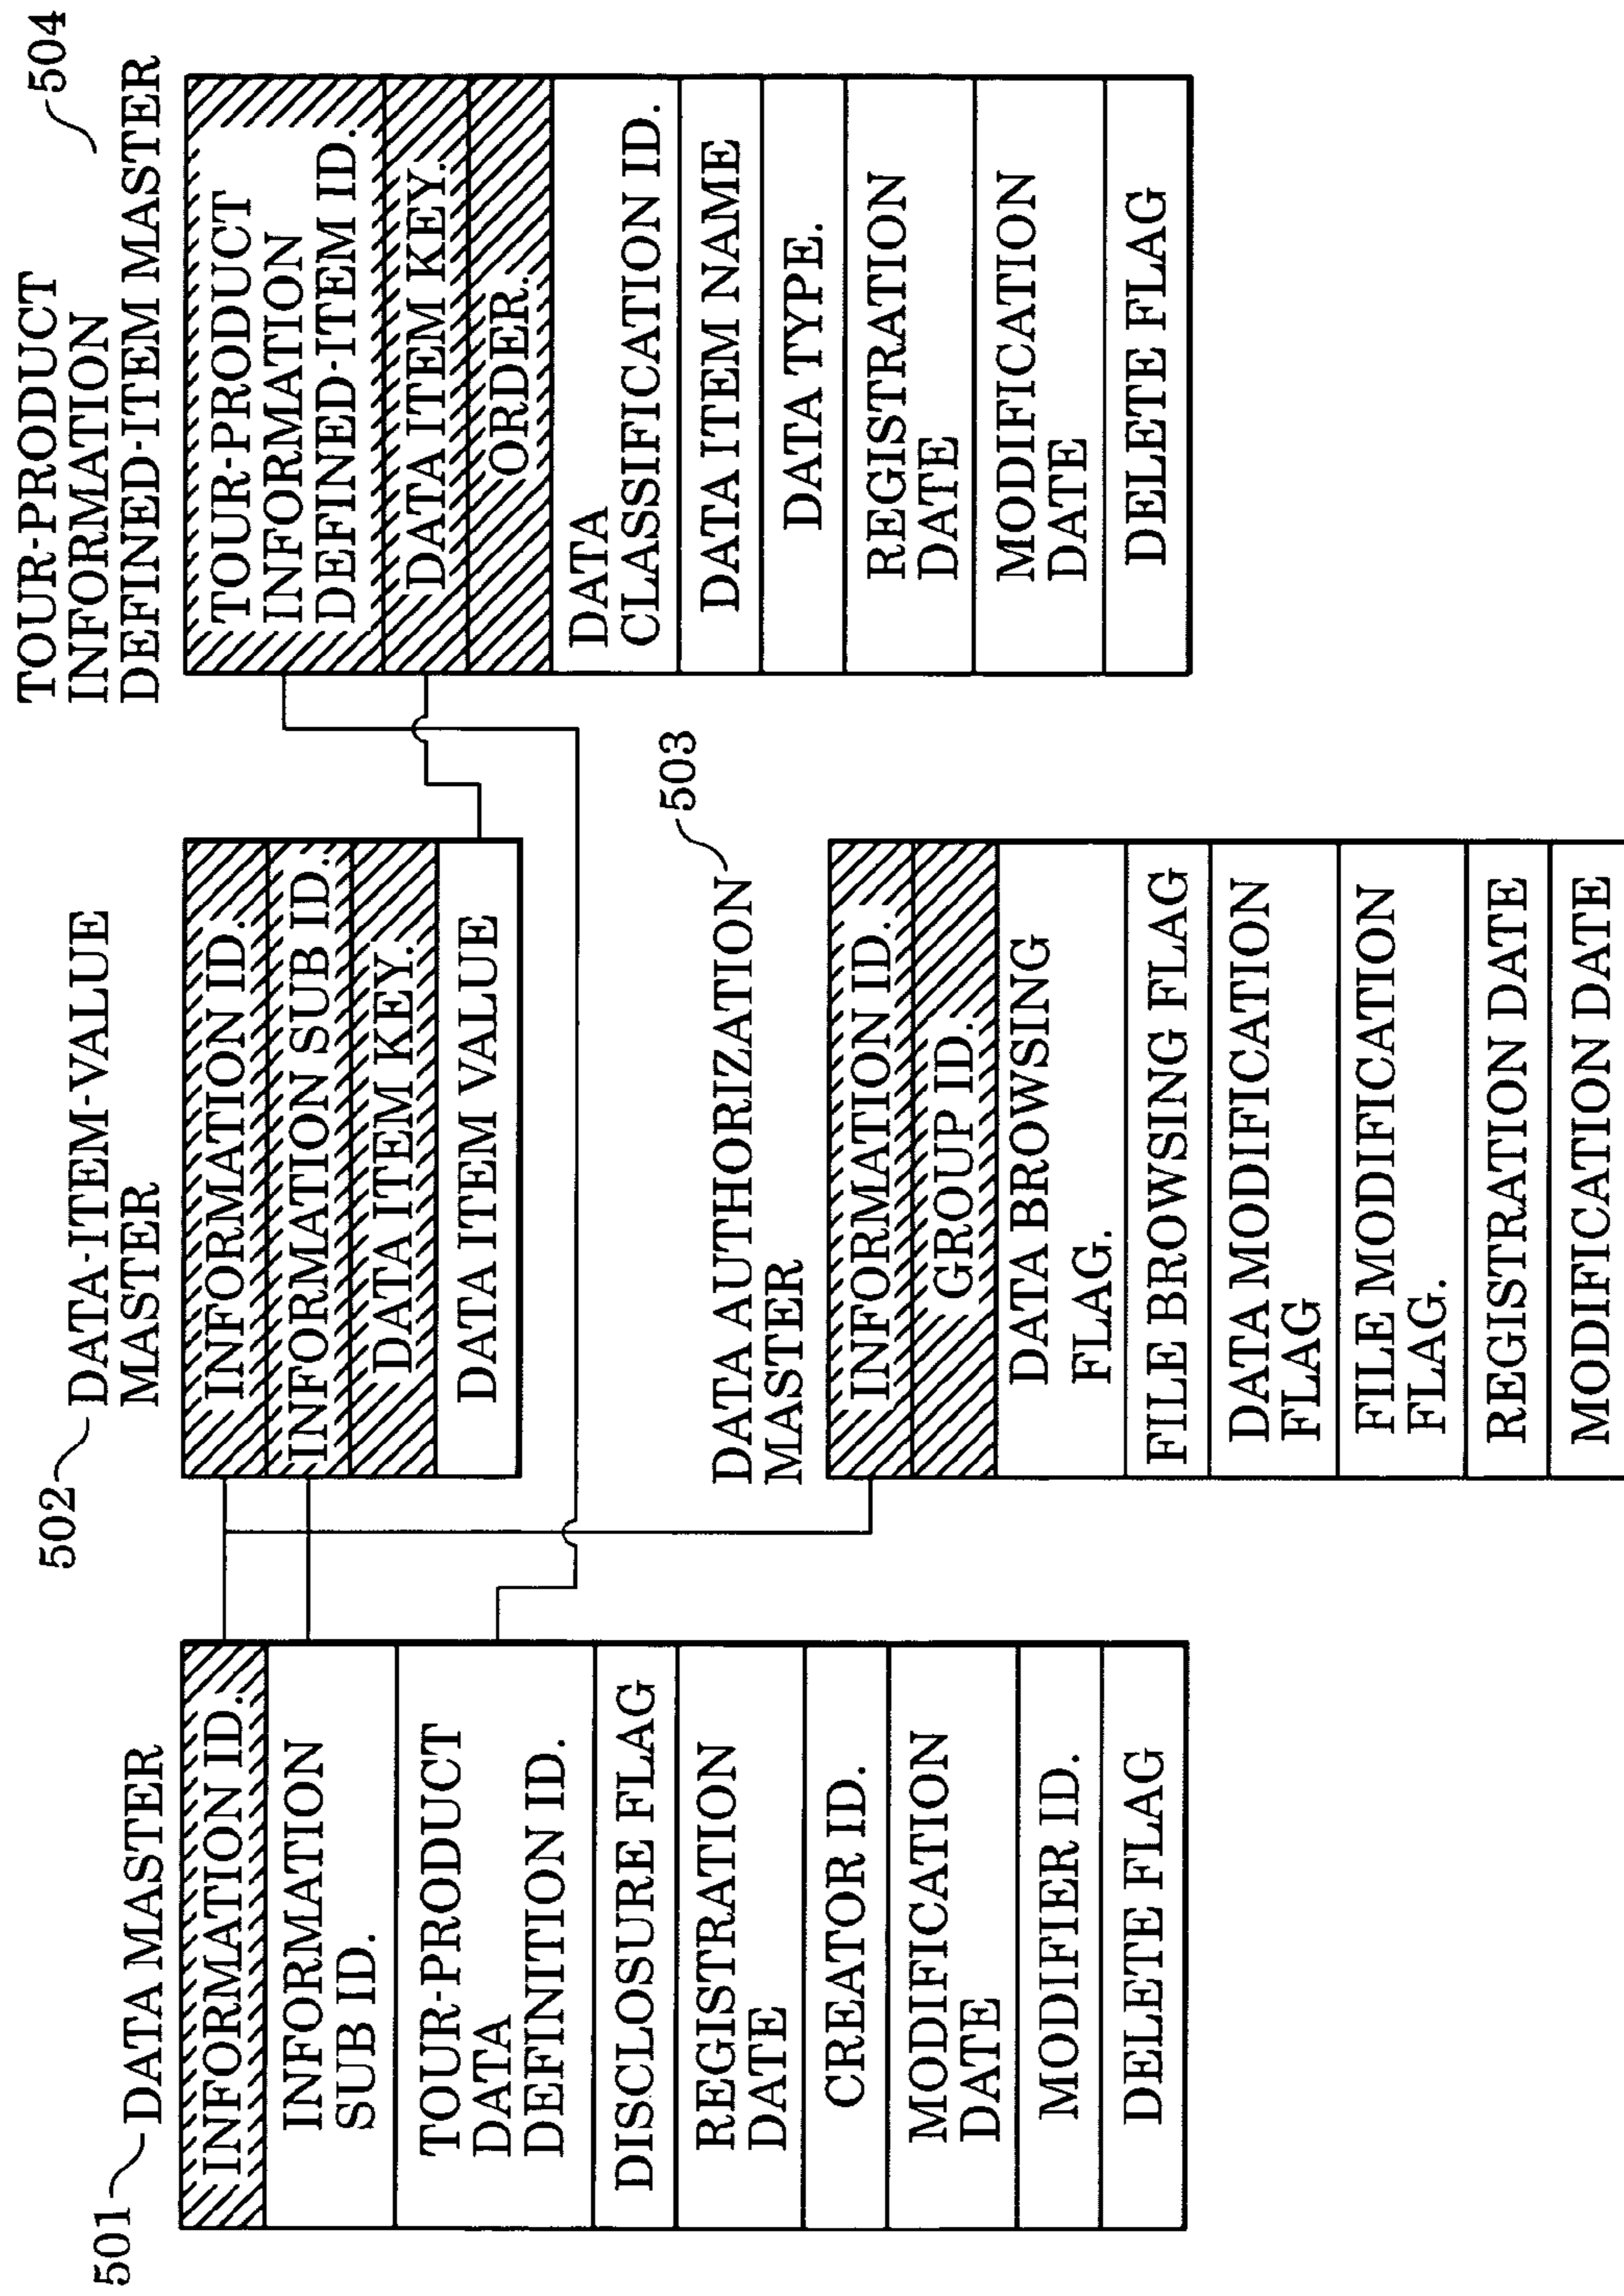 501
DATA MASTER
INFORMATION ID.
INFORMATION
SUB ID.
TOUR-PRODUCT
DATA
DEFINITION ID.
DISCLOSURE FLAG
REGISTRATION
DATE
CREATOR ID.
MODIFICATION
DATE
MODIFIER ID.
DELETE FLAG
502
DATA-ITEM-VALUE
MASTER
INFORMATION ID.
INFORMATION SUB ID.
DATA ITEM KEY.
DATA ITEM VALUE
DATA AUTHORIZATION
MASTER
503
INFORMATION ID.
GROUP ID.
DATA BROWSING
FLAG.
FILE BROWSING FLAG
DATA MODIFICATION
FLAG
FILE MODIFICATION
FLAG.
REGISTRATION DATE
MODIFICATION DATE
TOUR-PRODUCT
INFORMATION
DEFINED-ITEM MASTER
504
TOUR-PRODUCT
INFORMATION
DEFINED-ITEM ID.
DATA ITEM KEY.
ORDER.
DATA
CLASSIFICATION ID.
DATA ITEM NAME
DATA TYPE.
REGISTRATION
DATE
MODIFICATION
DATE
DELETE FLAG